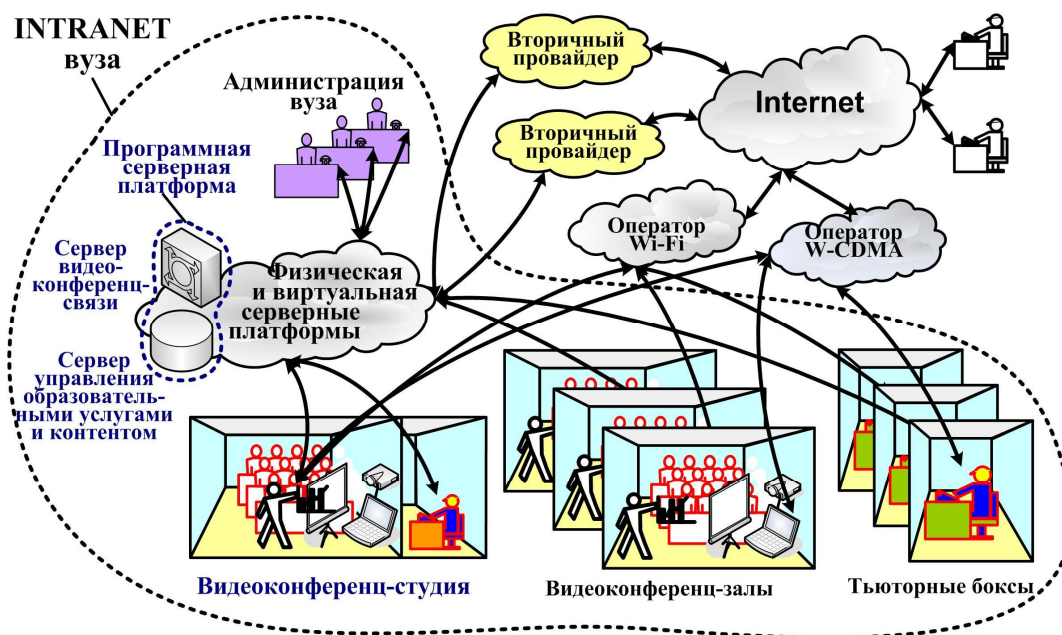 INTRANET
вуза
Администрация
вуза
Программная
серверная
платформа
Сервер
видео-
конференц-
связи
Физическая
и виртуальная
серверные
платформы
Сервер
управления
образователь-
ными услугами
и контентом
Вторичный
провайдер
Вторичный
провайдер
Internet
Оператор
Wi-Fi
Оператор
W-CDMA
Видеоконференц-студия
Видеоконференц-залы
Тьюторные боксы